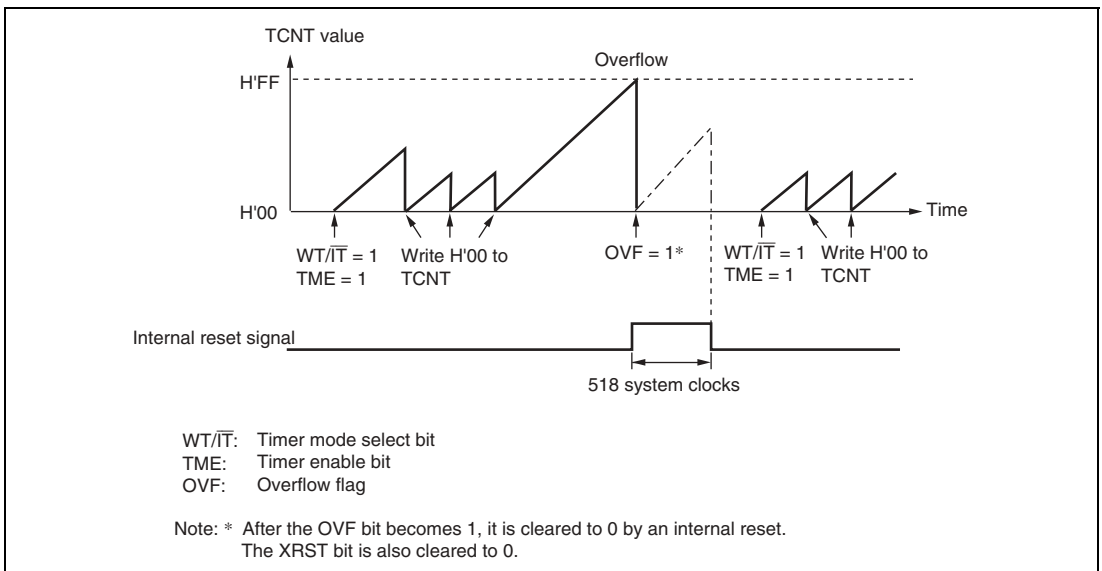 TCNT value
Overflow
H'FF
H'00
Time
WT/I̅T̅ = 1
TME = 1
Write H'00 to
TCNT
OVF = 1*
WT/I̅T̅ = 1
TME = 1
Write H'00 to
TCNT
Internal reset signal
518 system clocks
WT/I̅T̅: Timer mode select bit
TME: Timer enable bit
OVF: Overflow flag
Note: * After the OVF bit becomes 1, it is cleared to 0 by an internal reset.
The XRST bit is also cleared to 0.